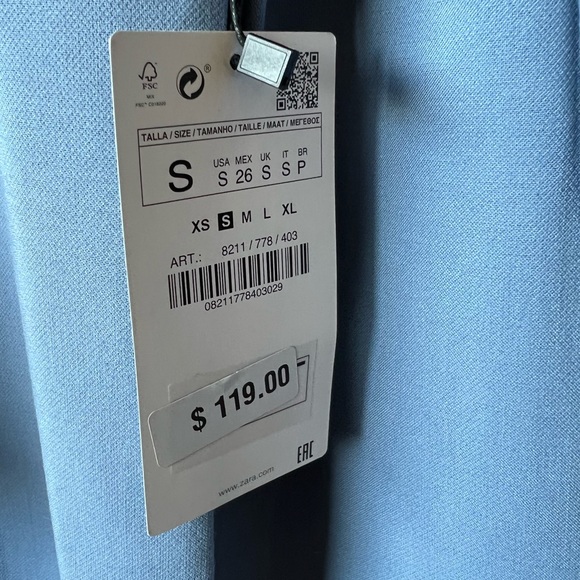 FSC
MIX
®
TALLA / SIZE / TAMANHO / TAILLE / MAAT / ΜΕΓΕΘΟΣ
S
USA MEX UK IT BR
S 26 S S P
XS S M L XL
ART.: 8211 / 778 / 403
08211778403029
$ 119.00
EAC
www.zara.com